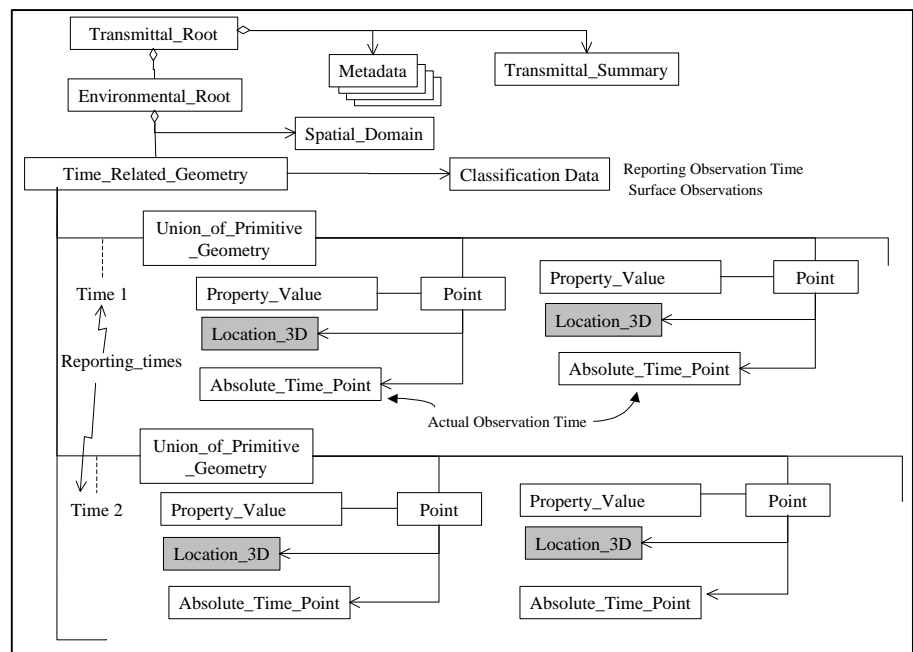 Transmittal_Root
Metadata
Transmittal_Summary
Environmental_Root
Spatial_Domain
Time_Related_Geometry
Classification Data
Reporting Observation Time
Surface Observations
Union_of_Primitive
_Geometry
Time 1
Property_Value
Point
Location_3D
Absolute_Time_Point
Property_Value
Point
Location_3D
Absolute_Time_Point
Reporting_times
Actual Observation Time
Union_of_Primitive
_Geometry
Time 2
Property_Value
Point
Location_3D
Absolute_Time_Point
Property_Value
Point
Location_3D
Absolute_Time_Point